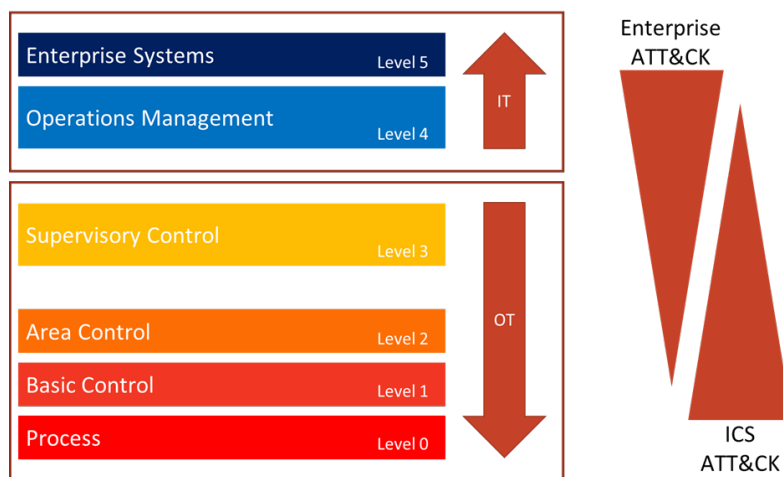 Enterprise Systems
Level 5
Operations Management
Level 4
IT
Supervisory Control
Level 3
Area Control
Level 2
Basic Control
Level 1
Process
Level 0
OT
Enterprise
ATT&CK
ICS
ATT&CK